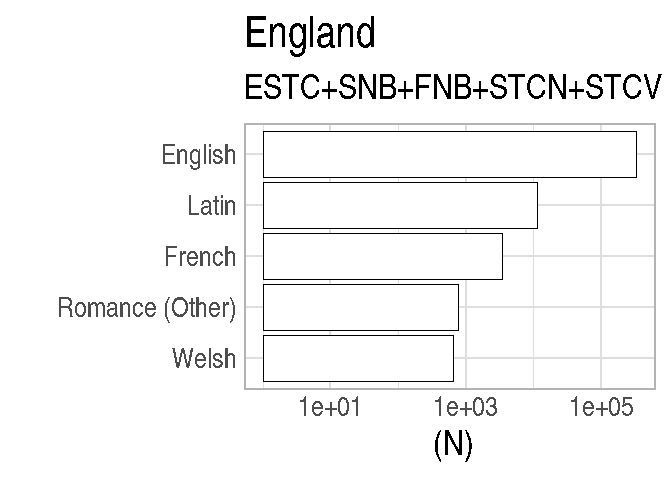 England
ESTC+SNB+FNB+STCN+STCV
English
Latin
French
Romance (Other)
Welsh
1e+01 1e+03 1e+05
(N)